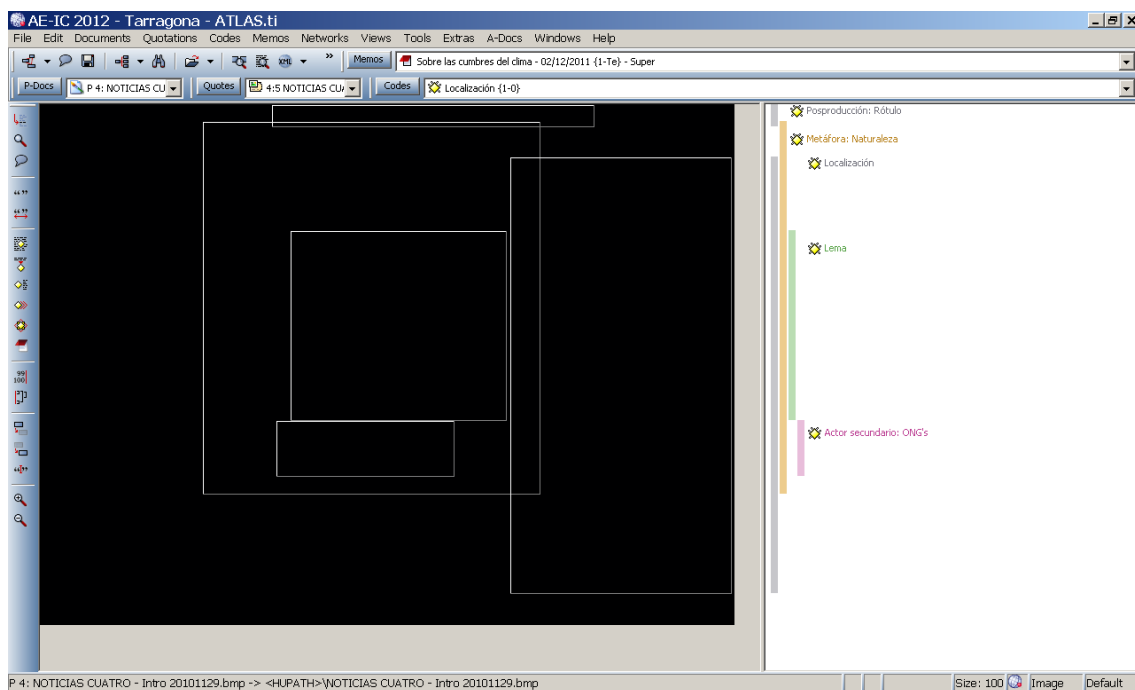 AE-IC 2012 - Tarragona - ATLAS.ti
File Edit Documents Quotations Codes Memos Networks Views Tools Extras A-Docs Windows Help
XML » Memos Sobre las cumbres del clima - 02/12/2011 {1-Te} - Super
P-Docs P 4: NOTICIAS CU Quotes 4:5 NOTICIAS CU Codes Localización {1-0}
Posproducción: Rótulo
Metáfora: Naturaleza
Localización
Lema
Actor secundario: ONG's
99
100
P 4: NOTICIAS CUATRO - Intro 20101129.bmp -> <HUPATH>\NOTICIAS CUATRO - Intro 20101129.bmp Size: 100 Image Default